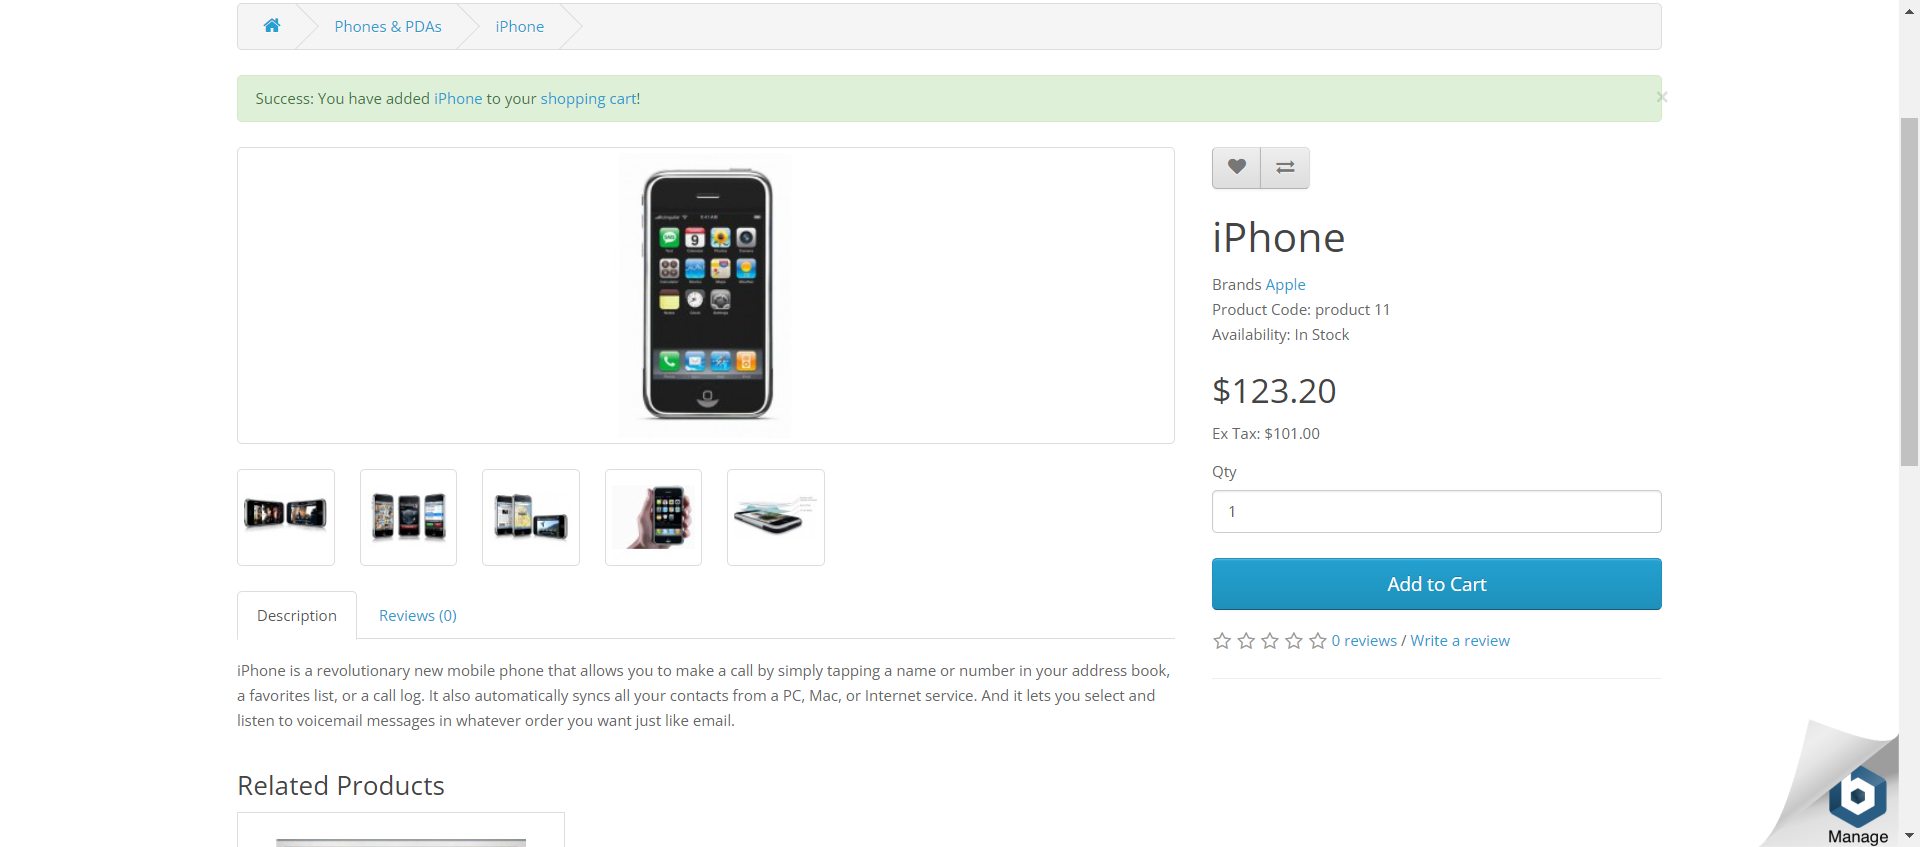 Phones & PDAs
iPhone
Success: You have added iPhone to your shopping cart!
×
iPhone
Brands Apple
Product Code: product 11
Availability: In Stock
$123.20
Ex Tax: $101.00
Qty
1
Add to Cart
0 reviews / Write a review
Description
Reviews (0)
iPhone is a revolutionary new mobile phone that allows you to make a call by simply tapping a name or number in your address book,
a favorites list, or a call log. It also automatically syncs all your contacts from a PC, Mac, or Internet service. And it lets you select and
listen to voicemail messages in whatever order you want just like email.
Related Products
b
Manage